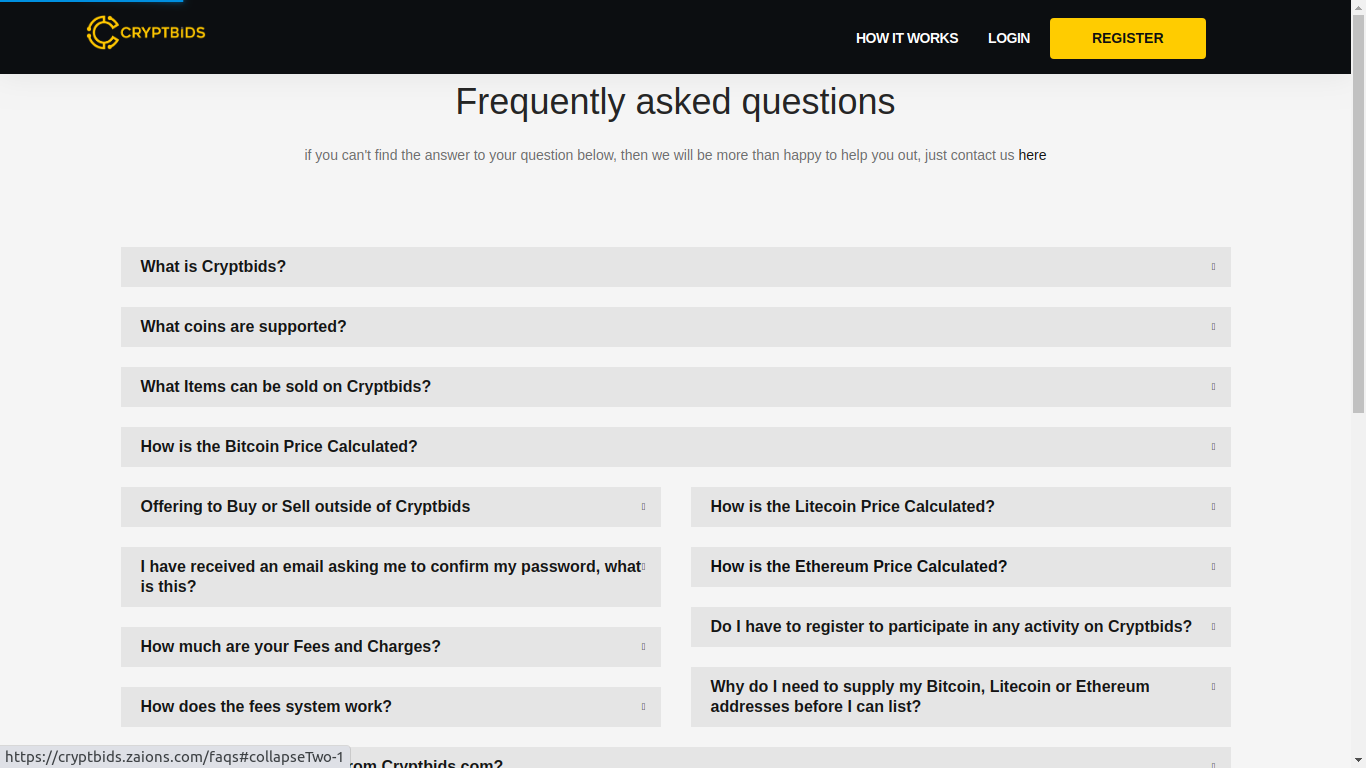 CRYPTBIDS
HOW IT WORKS
LOGIN
REGISTER
Frequently asked questions
if you can't find the answer to your question below, then we will be more than happy to help you out, just contact us here
What is Cryptbids?
What coins are supported?
What Items can be sold on Cryptbids?
How is the Bitcoin Price Calculated?
Offering to Buy or Sell outside of Cryptbids
I have received an email asking me to confirm my password, what
is this?
How much are your Fees and Charges?
How does the fees system work?
How is the Litecoin Price Calculated?
How is the Ethereum Price Calculated?
Do I have to register to participate in any activity on Cryptbids?
Why do I need to supply my Bitcoin, Litecoin or Ethereum
addresses before I can list?
Cryptbids.com?
https://cryptbids.zaions.com/faqs#collapseTwo-1